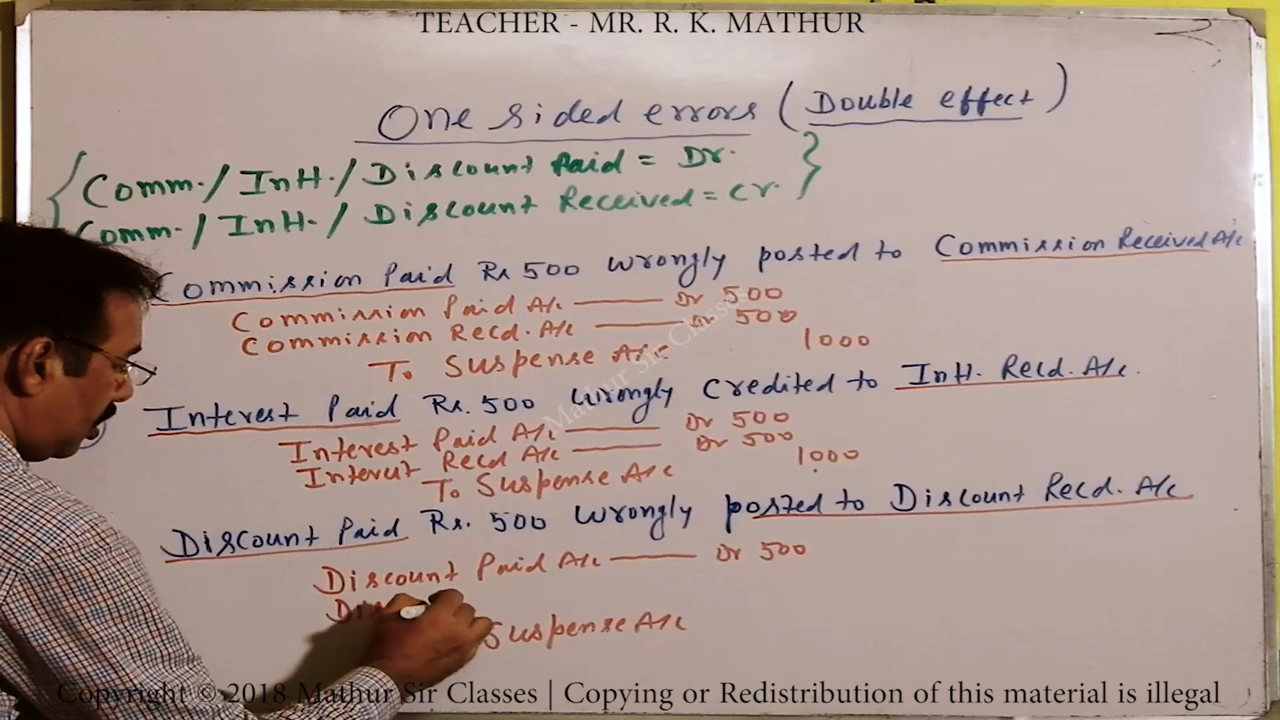 TEACHER - MR. R. K. MATHUR
One sided errors (Double effect)
Comm./ Intt./ Discount Paid = Dr.
Comm./ Intt./ Discount Received = Cr.
Commission Paid Rs 500 wrongly posted to Commission Received A/c
Commission Paid A/c Dr 500
Commission Recd. A/c Dr 500
To Suspense A/c 1000
Interest Paid Rs. 500 wrongly credited to Intt. Recd. A/c.
Interest Paid A/c Dr 500
Interest Recd A/c Dr 500
To Suspense A/c 1000
Discount Paid Rs. 500 wrongly posted to Discount Recd. A/c
Discount Paid A/c Dr 500
Dis
Suspense A/c
Mathur Sir Classes
Copyright © 2018 Mathur Sir Classes | Copying or Redistribution of this material is illegal